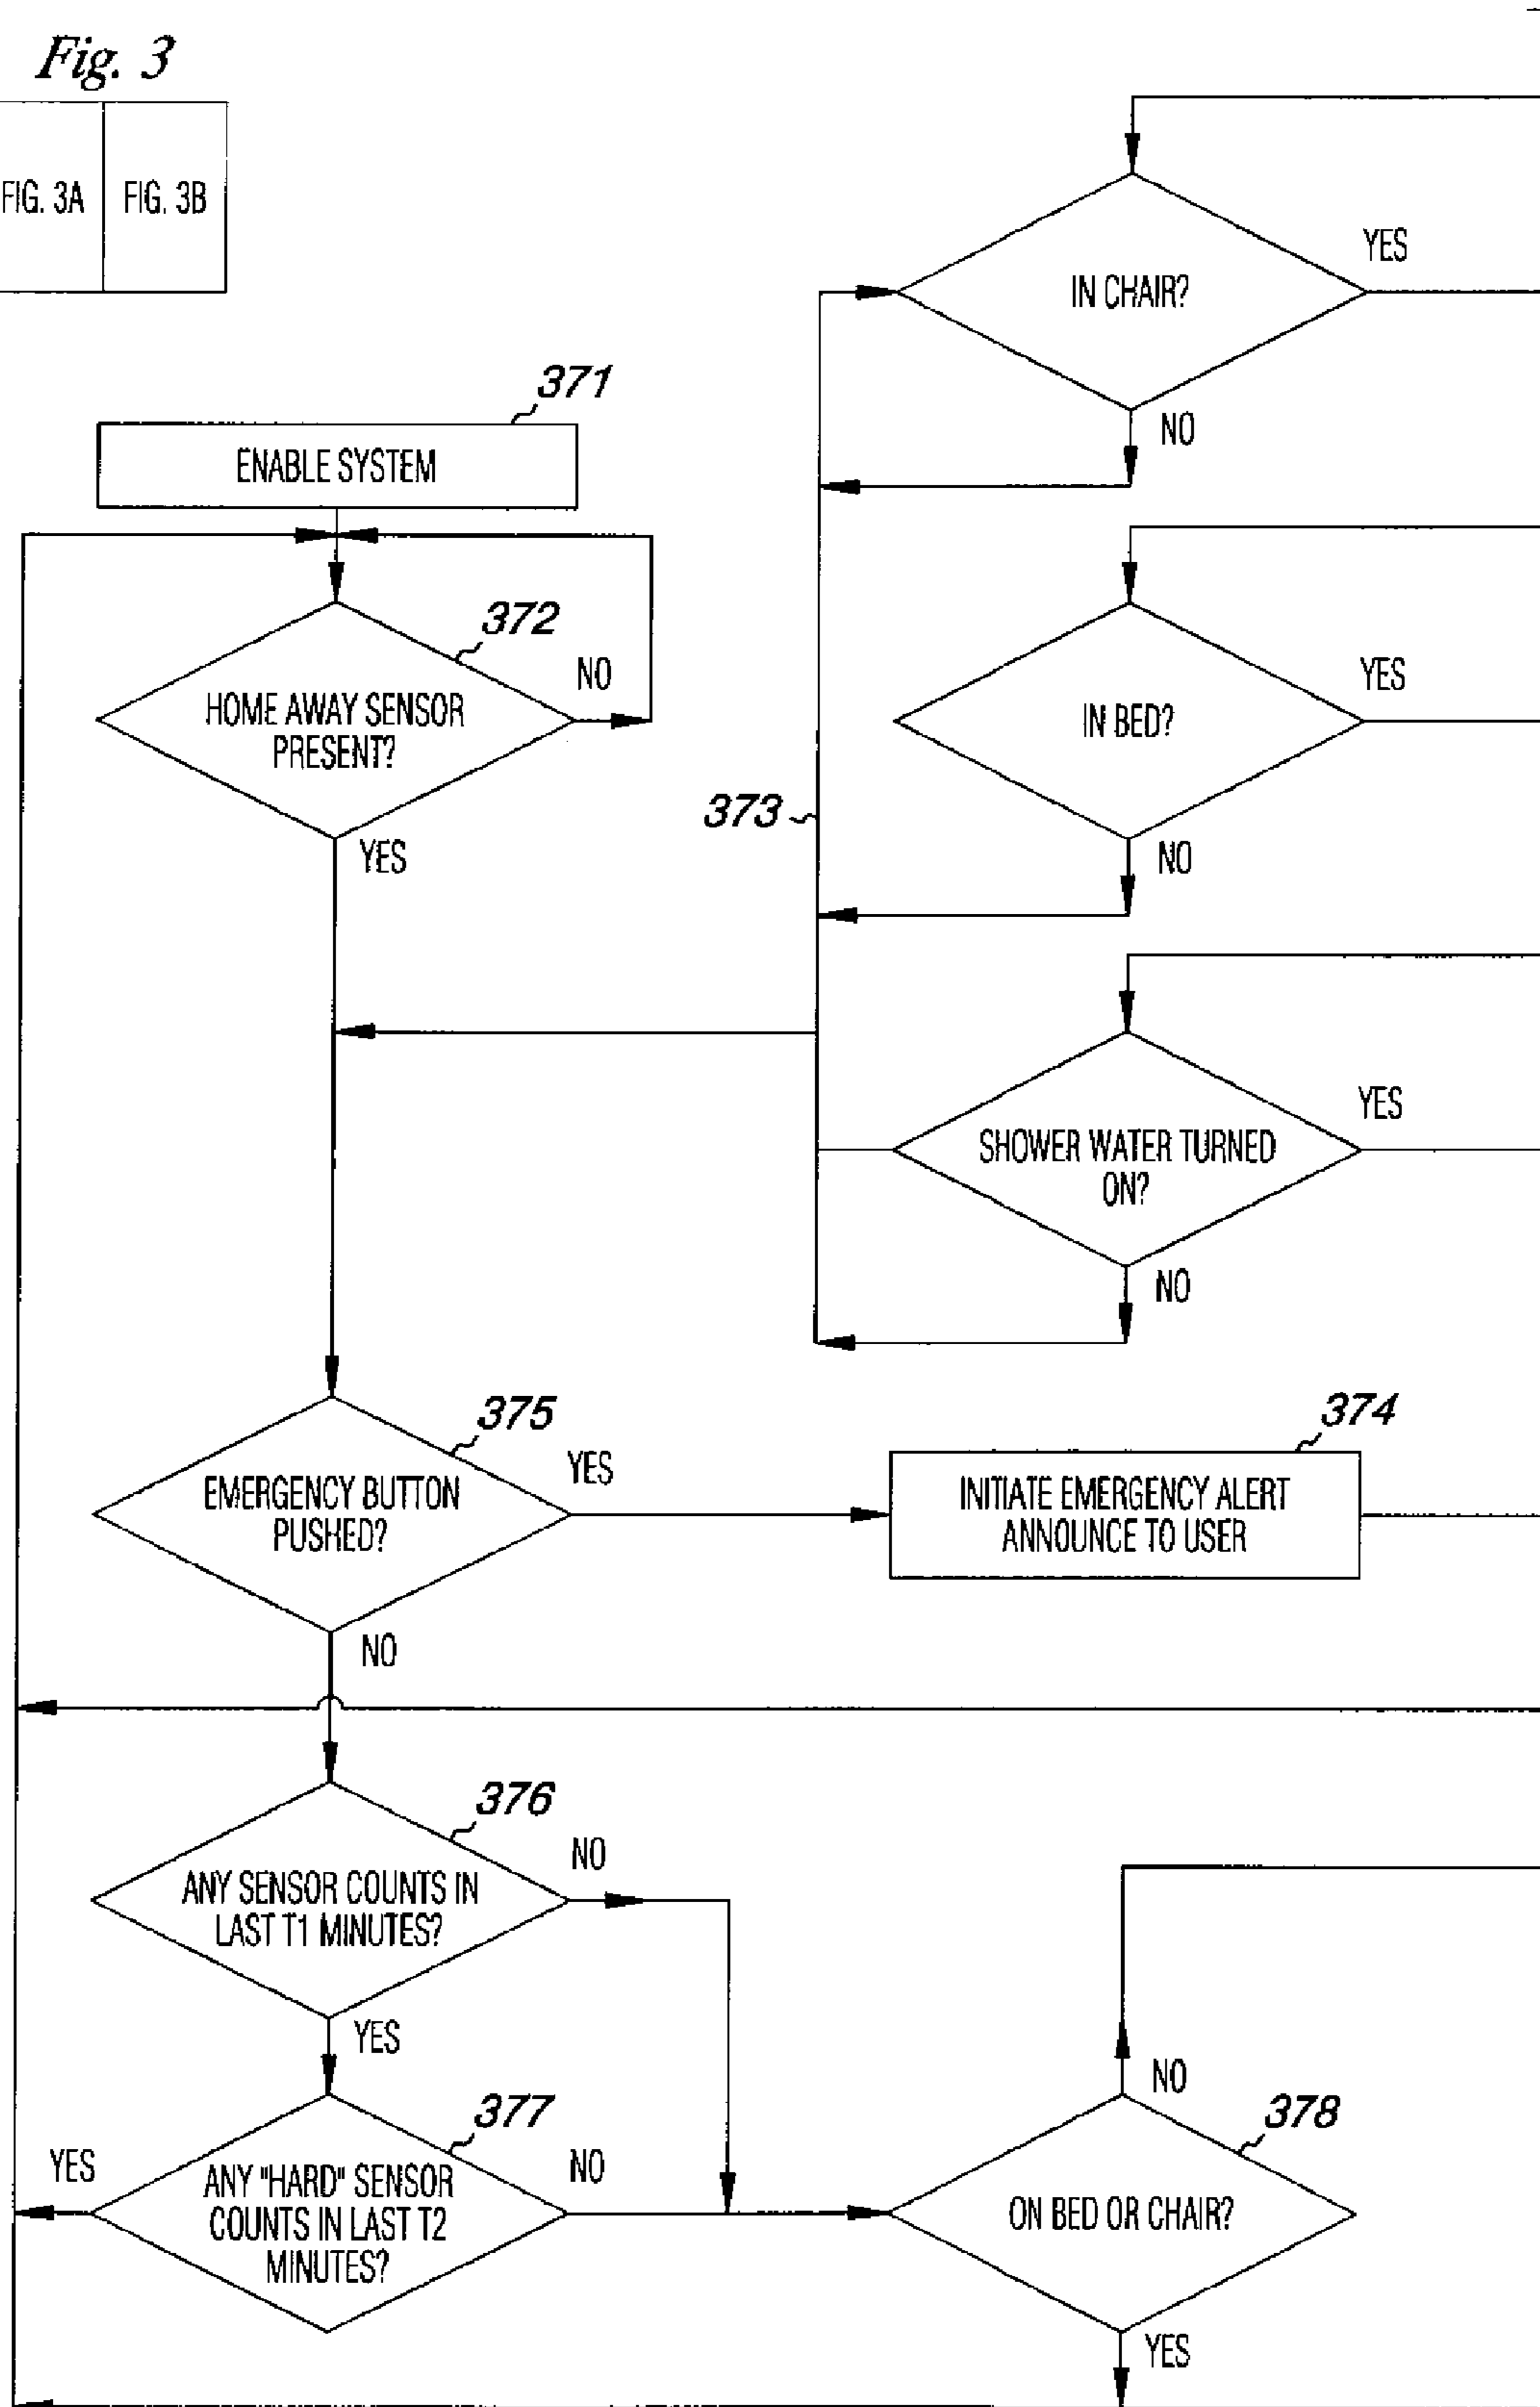 Fig. 3
FIG. 3A
FIG. 3B
IN CHAIR?
YES
NO
371
ENABLE SYSTEM
372
HOME AWAY SENSOR
PRESENT?
NO
YES
373
IN BED?
YES
NO
SHOWER WATER TURNED
ON?
YES
NO
375
EMERGENCY BUTTON
PUSHED?
YES
NO
374
INITIATE EMERGENCY ALERT
ANNOUNCE TO USER
376
ANY SENSOR COUNTS IN
LAST T1 MINUTES?
NO
YES
377
ANY "HARD" SENSOR
COUNTS IN LAST T2
MINUTES?
YES
NO
378
ON BED OR CHAIR?
NO
YES